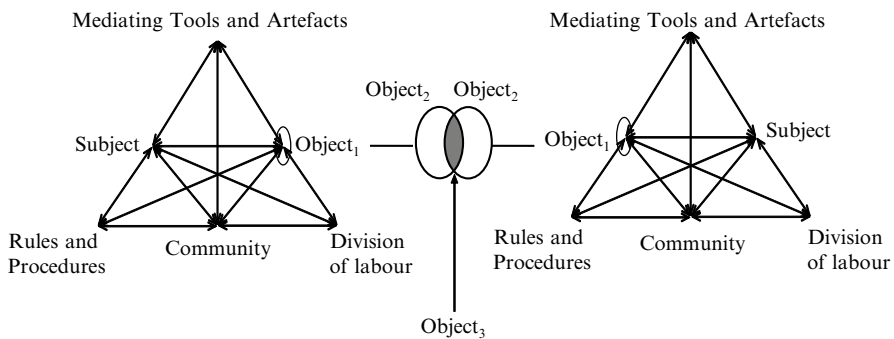 Mediating Tools and Artefacts
Mediating Tools and Artefacts
Object₂
Object₂
Subject
Object₁
Object₁
Subject
Rules and
Procedures
Community
Division
of labour
Rules and
Procedures
Community
Division
of labour
Object₃